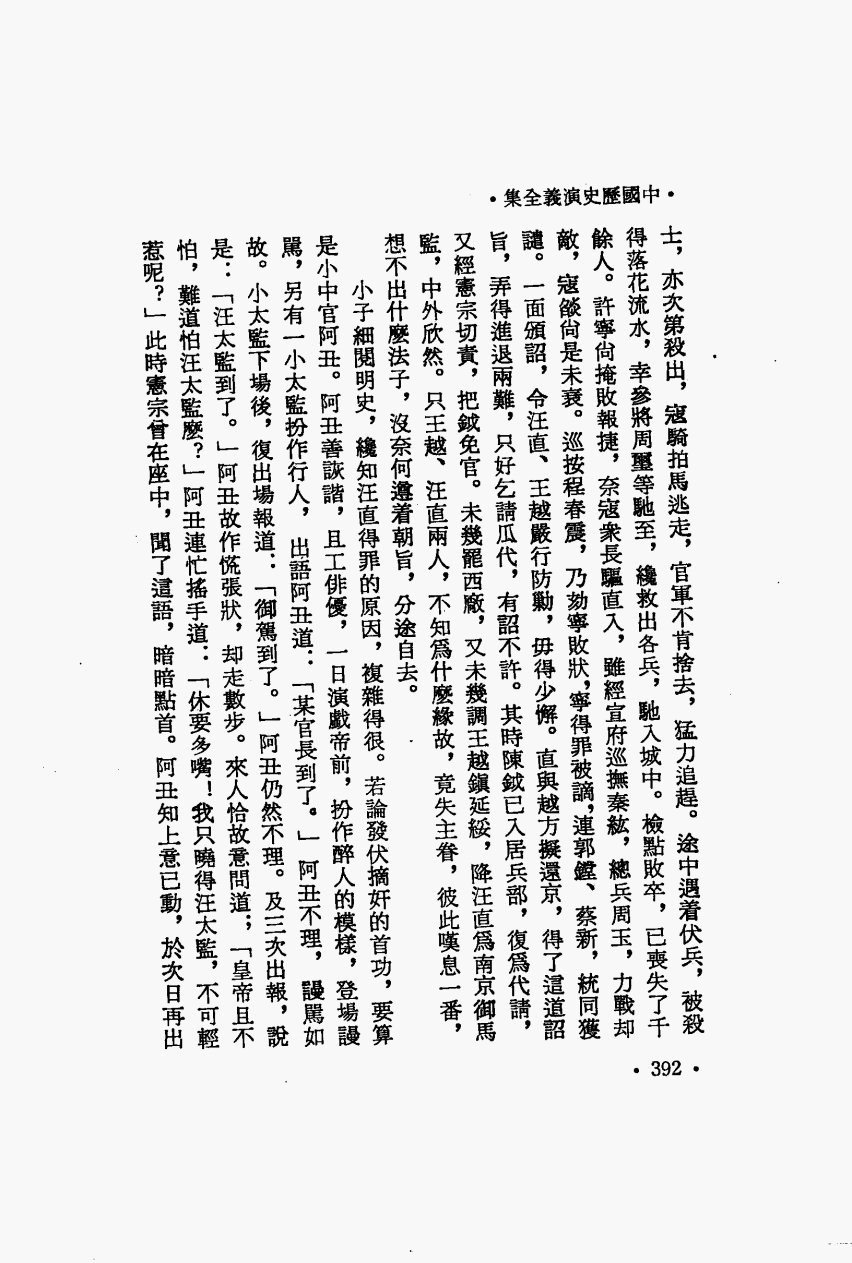 •中國歷史演義全集•
士，亦次第殺出，寇騎拍馬逃走，官軍不肯捨去，猛力追趕。途中遇着伏兵，被殺
得落花流水，幸參將周璽等馳至，纔救出各兵，馳入城中。檢點敗卒，已喪失了千
餘人。許寧尙掩敗報捷，奈寇衆長驅直入，雖經宣府巡撫秦紘，總兵周玉，力戰却
敵，寇燄尙是未衰。巡按程春震，乃劾寧敗狀，寧得罪被謫，連郭鏜、蔡新，統同獲
譴。一面頒詔，令汪直、王越嚴行防勦，毋得少懈。直與越方擬還京，得了這道詔
旨，弄得進退兩難，只好乞請瓜代，有詔不許。其時陳鉞已入居兵部，復爲代請，
又經憲宗切責，把鉞免官。未幾罷西廠，又未幾調王越鎭延綏，降汪直爲南京御馬
監，中外欣然。只王越、汪直兩人，不知爲什麼緣故，竟失主眷，彼此嘆息一番，
想不出什麼法子，沒奈何遵着朝旨，分途自去。
小子細閱明史，纔知汪直得罪的原因，複雜得很。若論發伏摘奸的首功，要算
是小中官阿丑。阿丑善詼諧，且工俳優，一日演戲帝前，扮作醉人的模樣，登場謾
駡，另有一小太監扮作行人，出語阿丑道：「某官長到了。」阿丑不理，謾駡如
故。小太監下場後，復出場報道：「御駕到了。」阿丑仍然不理。及三次出報，說
是：「汪太監到了。」阿丑故作慌張狀，却走數步。來人恰故意問道；「皇帝且不
怕，難道怕汪太監麼？」阿丑連忙搖手道：「休要多嘴！我只曉得汪太監，不可輕
惹呢？」此時憲宗曾在座中，聞了這語，暗暗點首。阿丑知上意已動，於次日再出
•392•